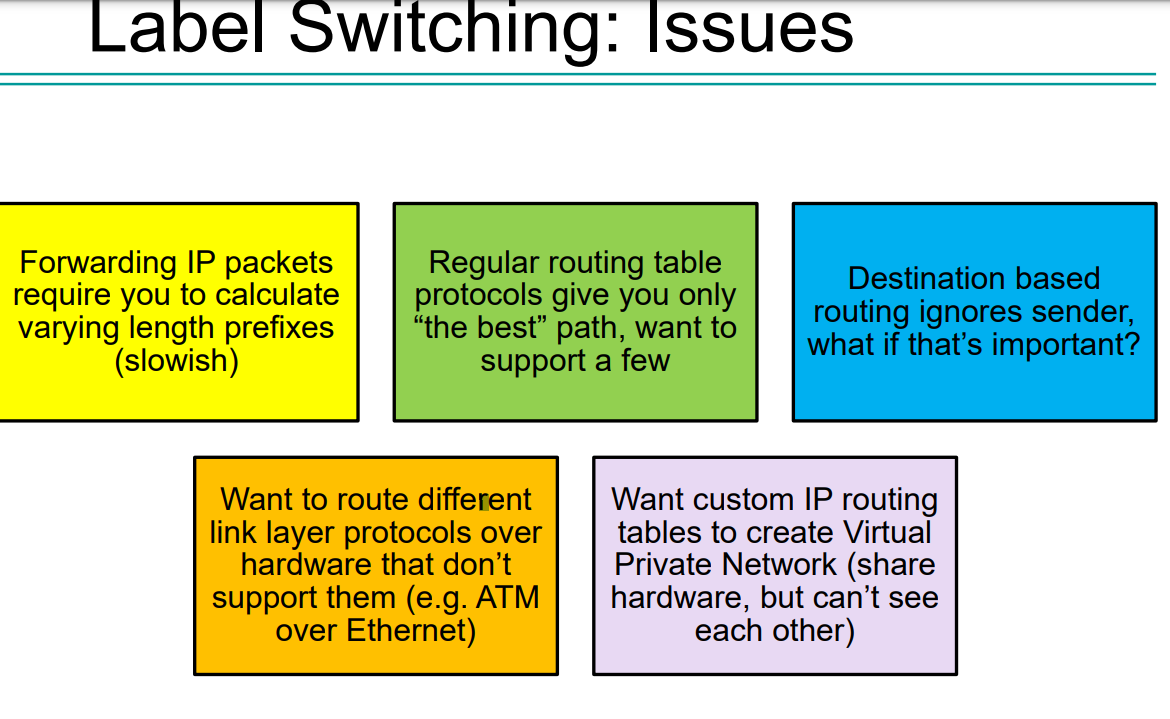 Label Switching: Issues
Forwarding IP packets
require you to calculate
varying length prefixes
(slowish)
Regular routing table
protocols give you only
“the best” path, want to
support a few
Destination based
routing ignores sender,
what if that’s important?
Want to route different
link layer protocols over
hardware that don’t
support them (e.g. ATM
over Ethernet)
Want custom IP routing
tables to create Virtual
Private Network (share
hardware, but can’t see
each other)